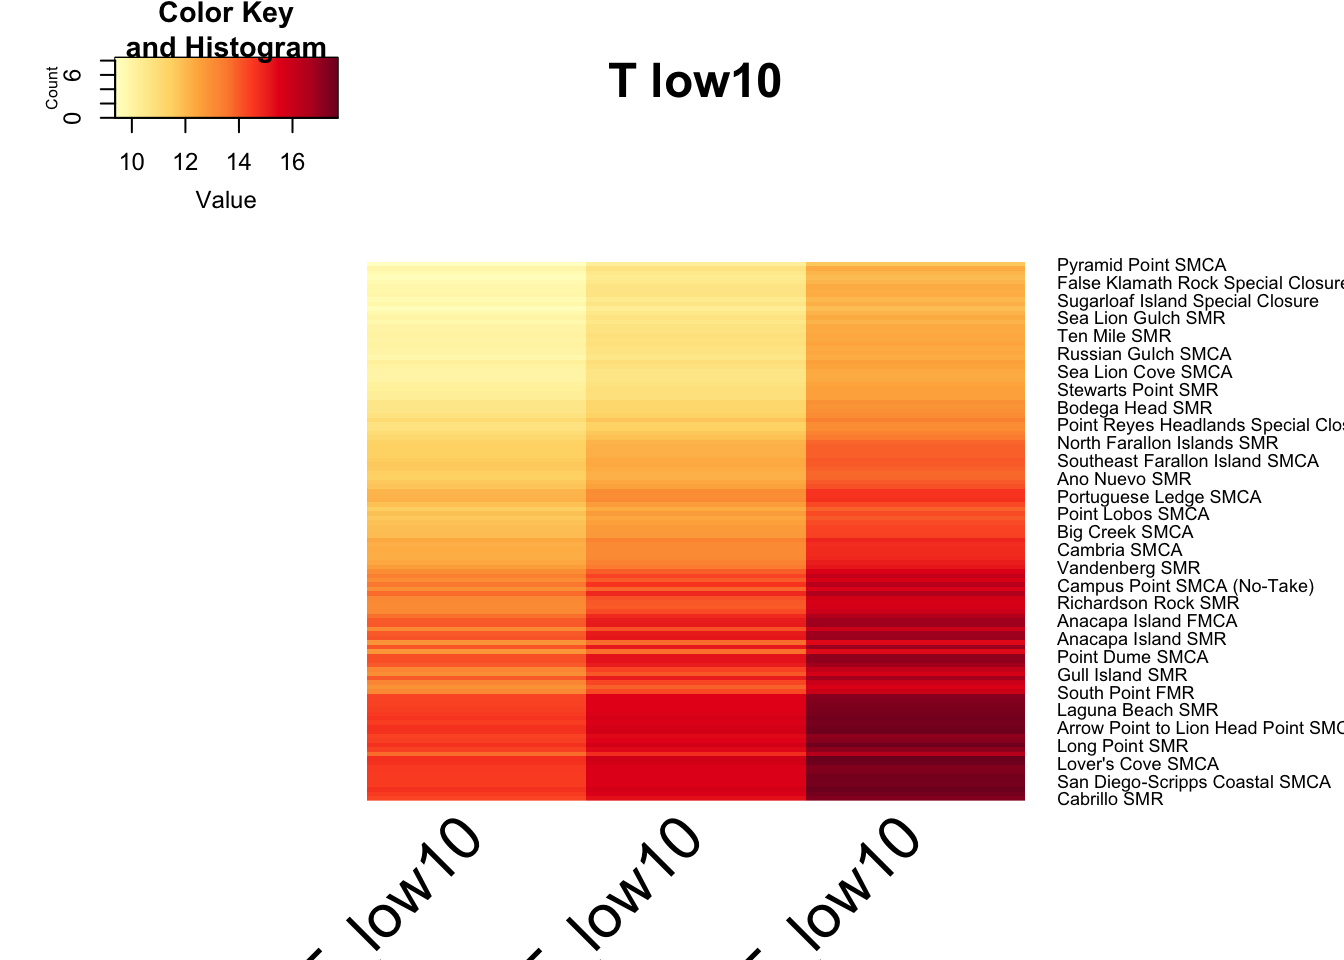 Color Key
and Histogram
Count
0
6
10 12 14 16
Value
T low10
Pyramid Point SMCA
False Klamath Rock Special Closure
Sugarloaf Island Special Closure
Sea Lion Gulch SMR
Ten Mile SMR
Russian Gulch SMCA
Sea Lion Cove SMCA
Stewarts Point SMR
Bodega Head SMR
Point Reyes Headlands Special Clos
North Farallon Islands SMR
Southeast Farallon Island SMCA
Ano Nuevo SMR
Portuguese Ledge SMCA
Point Lobos SMCA
Big Creek SMCA
Cambria SMCA
Vandenberg SMR
Campus Point SMCA (No-Take)
Richardson Rock SMR
Anacapa Island FMCA
Anacapa Island SMR
Point Dume SMCA
Gull Island SMR
South Point FMR
Laguna Beach SMR
Arrow Point to Lion Head Point SMC
Long Point SMR
Lover's Cove SMCA
San Diego-Scripps Coastal SMCA
Cabrillo SMR
low10
low10
low10